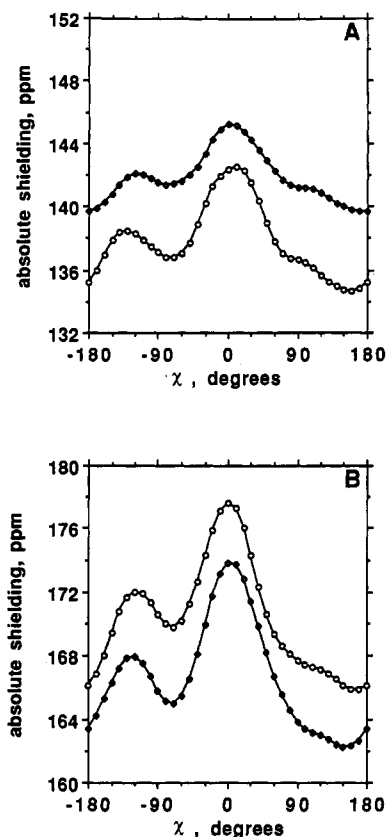 A
152
148
144
140
136
132
absolute shielding, ppm
-180 -90 0 90 180
χ , degrees
B
180
176
172
168
164
160
absolute shielding, ppm
-180 -90 0 90 180
χ , degrees